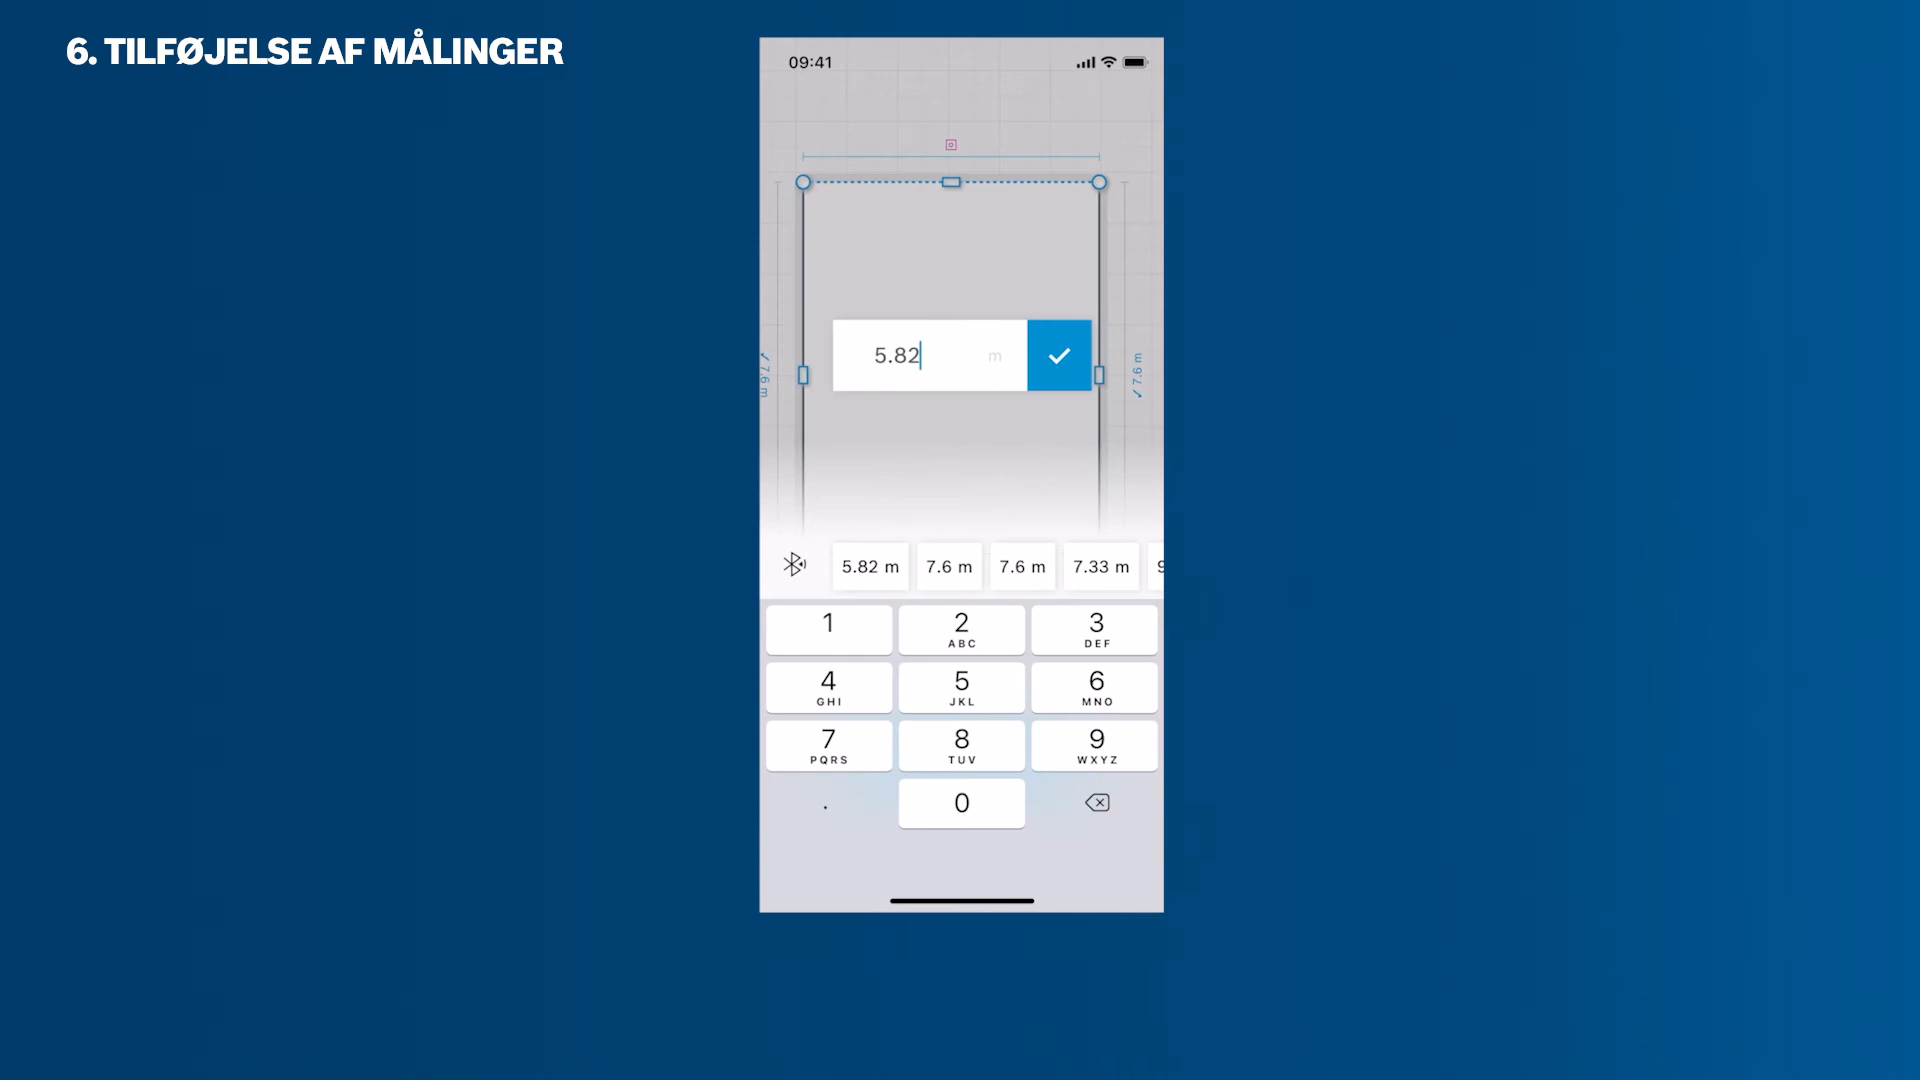 6. TILFØJELSE AF MÅLINGER
09:41
5.82 m
7.6 m
7.6 m
5.82 m 7.6 m 7.6 m 7.33 m 9
1 2 3
ABC DEF
4 5 6
GHI JKL MNO
7 8 9
PQRS TUV WXYZ
. 0